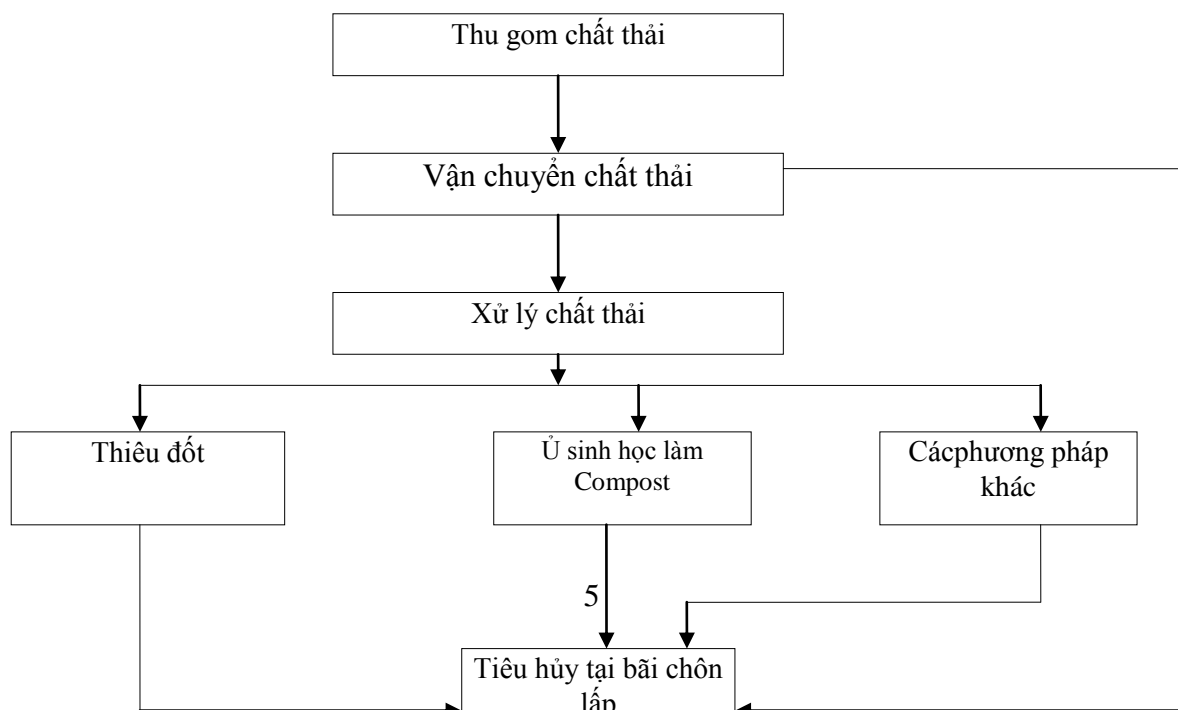 Thu gom chất thải
Vận chuyển chất thải
Xử lý chất thải
Thiêu đốt
Ủ sinh học làm
Compost
Cácphương pháp
khác
5
Tiêu hủy tại bãi chôn
lấp